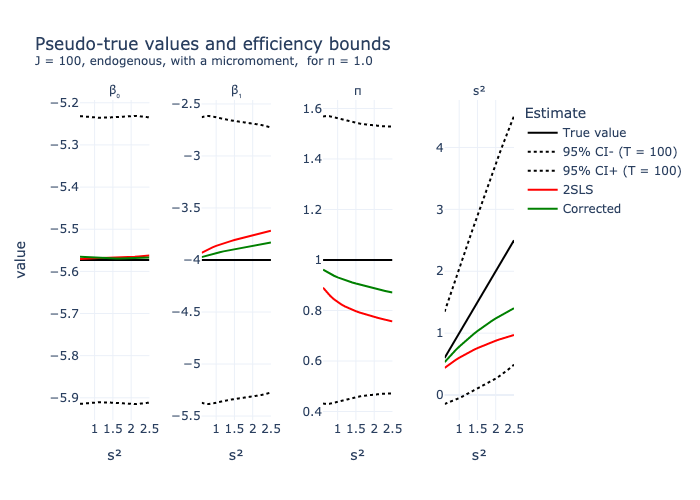 Pseudo-true values and efficiency bounds
J = 100, endogenous, with a micromoment,  for π = 1.0
β₀
β₁
π
s²
value
−5.2
−5.3
−5.4
−5.5
−5.6
−5.7
−5.8
−5.9
1 1.5 2 2.5
s²
−2.5
−3
−3.5
−4
−4.5
−5
−5.5
1 1.5 2 2.5
s²
1.6
1.4
1.2
1
0.8
0.6
0.4
1 1.5 2 2.5
s²
4
3
2
1
0
1 1.5 2 2.5
s²
Estimate
True value
95% CI- (T = 100)
95% CI+ (T = 100)
2SLS
Corrected